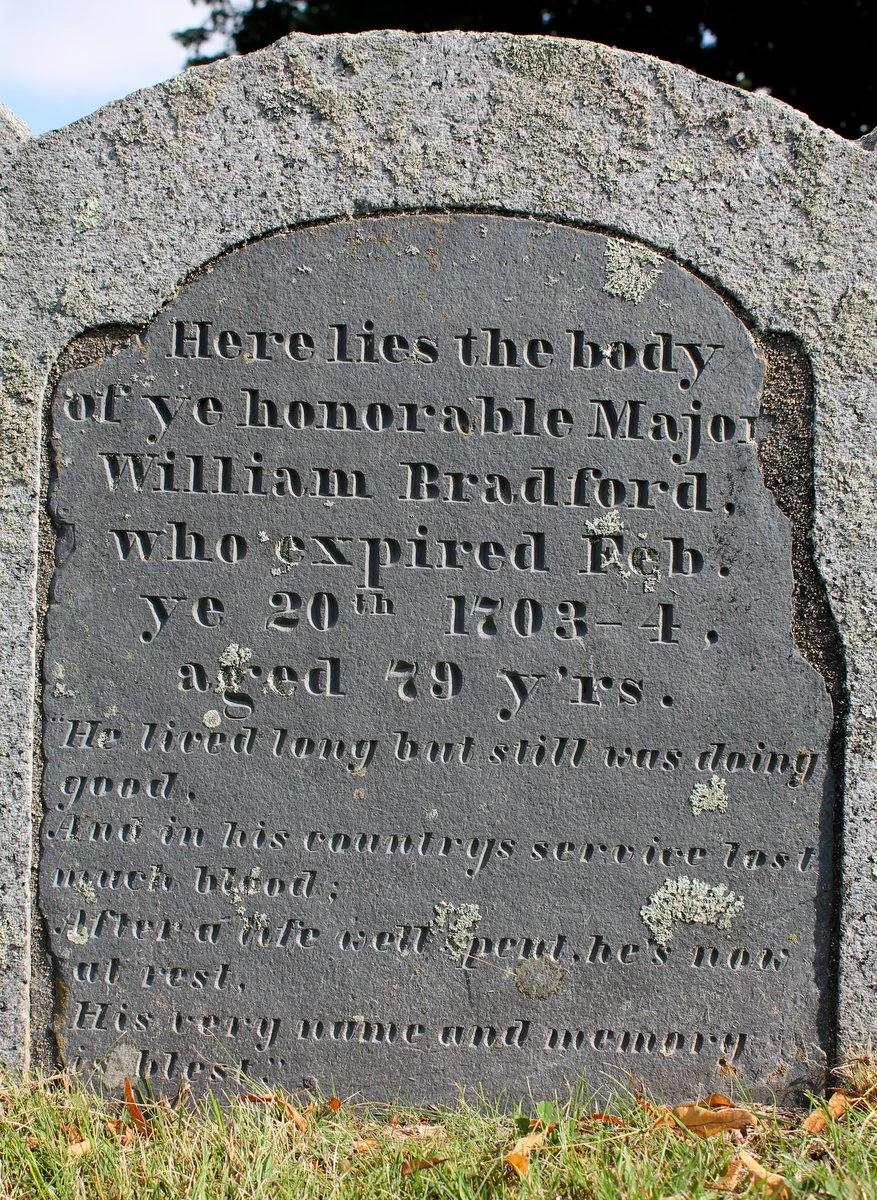 Here lies the body
of ye honorable Major
William Bradford,
who expired Feb.
ye 20th 1703-4,
aged 79 y'rs.
"He lived long but still was doing
good,
And in his countrys service lost
much blood;
After a life well spent, he's now
at rest,
His very name and memory
is blest"